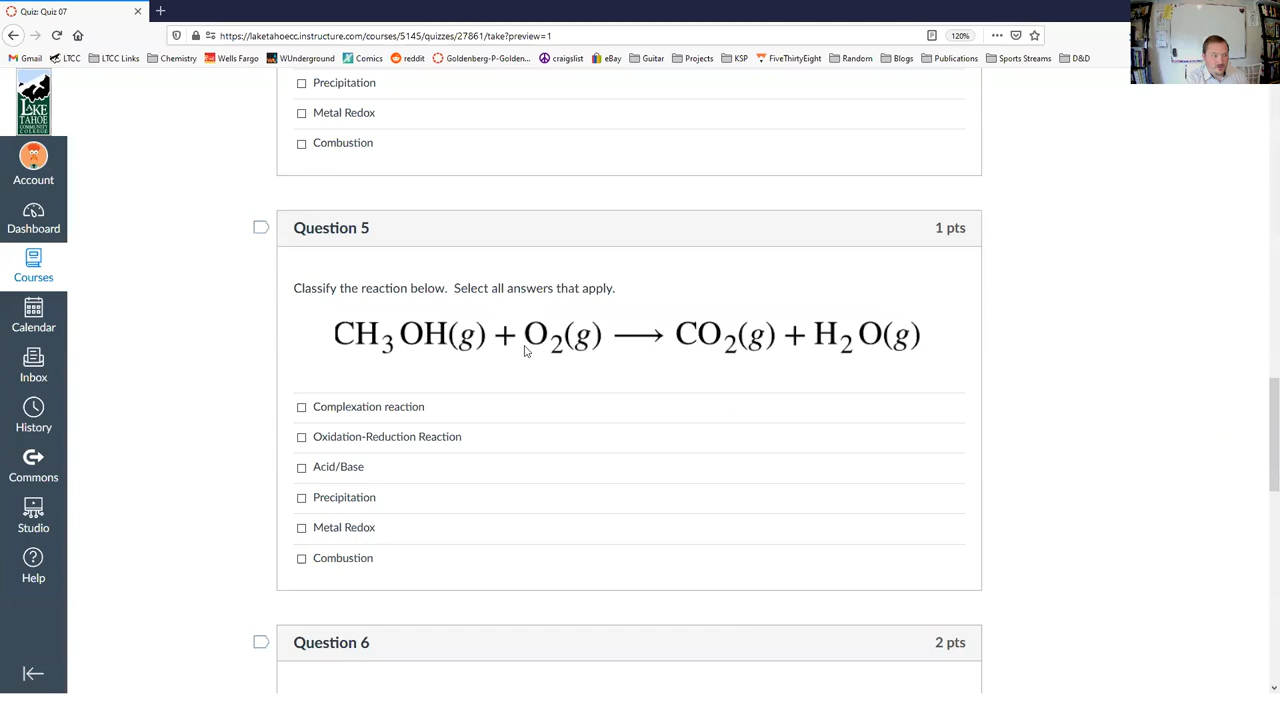 Quiz: Quiz 07
https://laketahoecc.instructure.com/courses/5145/quizzes/27861/take?preview=1
120%
Gmail LTCC LTCC Links Chemistry Wells Fargo WUnderground Comics reddit Goldenberg-P-Golden... craigslist eBay Guitar Projects KSP FiveThirtyEight Random Blogs Publications Sports Streams D&D
LAKE
TAHOE
COMMUNITY
COLLEGE
Account
Dashboard
Courses
Calendar
Inbox
History
Commons
Studio
Help
Precipitation
Metal Redox
Combustion
Question 5 1 pts
Classify the reaction below. Select all answers that apply.
CH₃OH(g) + O₂(g) ⟶ CO₂(g) + H₂O(g)
Complexation reaction
Oxidation-Reduction Reaction
Acid/Base
Precipitation
Metal Redox
Combustion
Question 6 2 pts